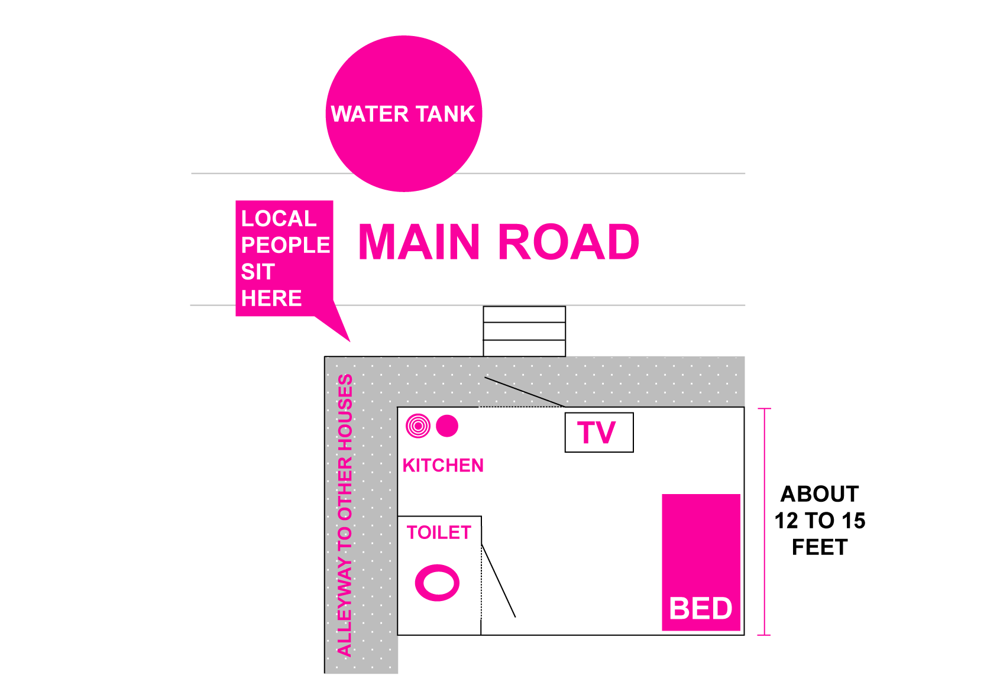 WATER TANK
LOCAL
PEOPLE
SIT
HERE
MAIN ROAD
ALLEYWAY TO OTHER HOUSES
TV
KITCHEN
TOILET
BED
ABOUT
12 TO 15
FEET